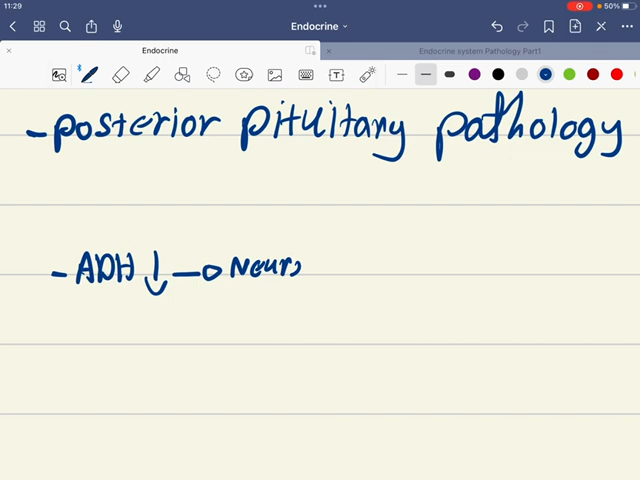 11:29
50%
Endocrine
Endocrine
Endocrine system Pathology Part1
- posterior pituitary pathology
- ADH ↓ → Neuro